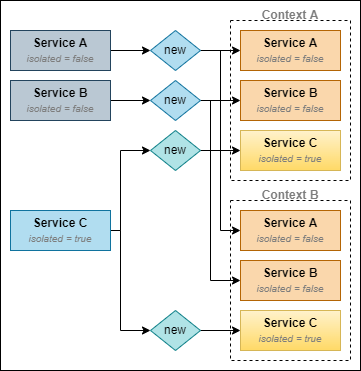 Context A
Service A
isolated = false
new
Service A
isolated = false
Service B
isolated = false
new
Service B
isolated = false
new
Service C
isolated = true
Context B
Service C
isolated = true
Service A
isolated = false
Service B
isolated = false
new
Service C
isolated = true